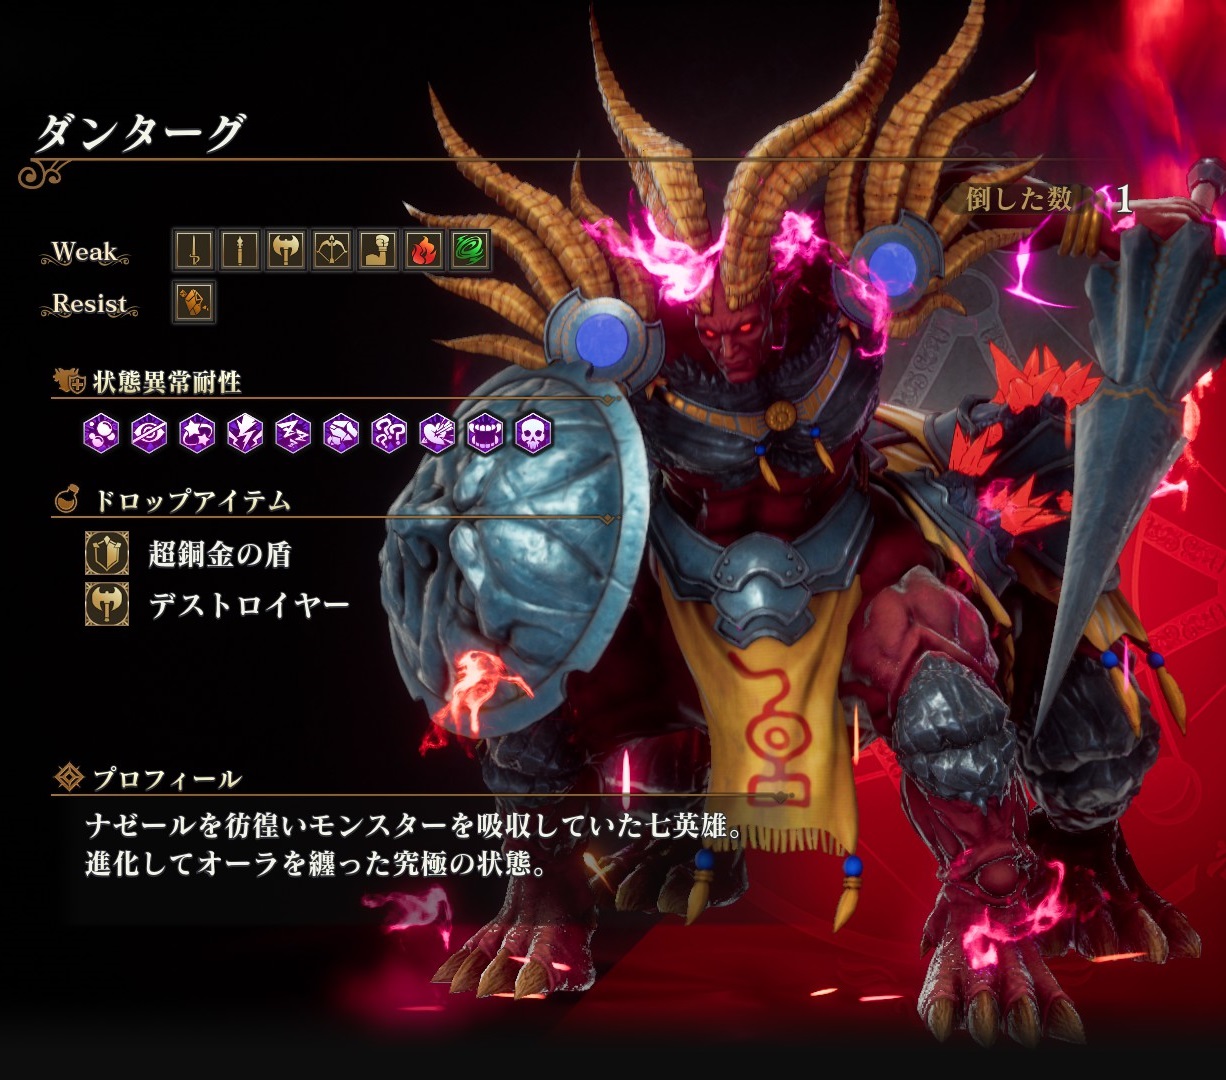 ダンターグ
倒した数 1
Weak
Resist
状態異常耐性
ドロップアイテム
超銅金の盾
デストロイヤー
プロフィール
ナゼールを彷徨いモンスターを吸収していた七英雄。
進化してオーラを纏った究極の状態。